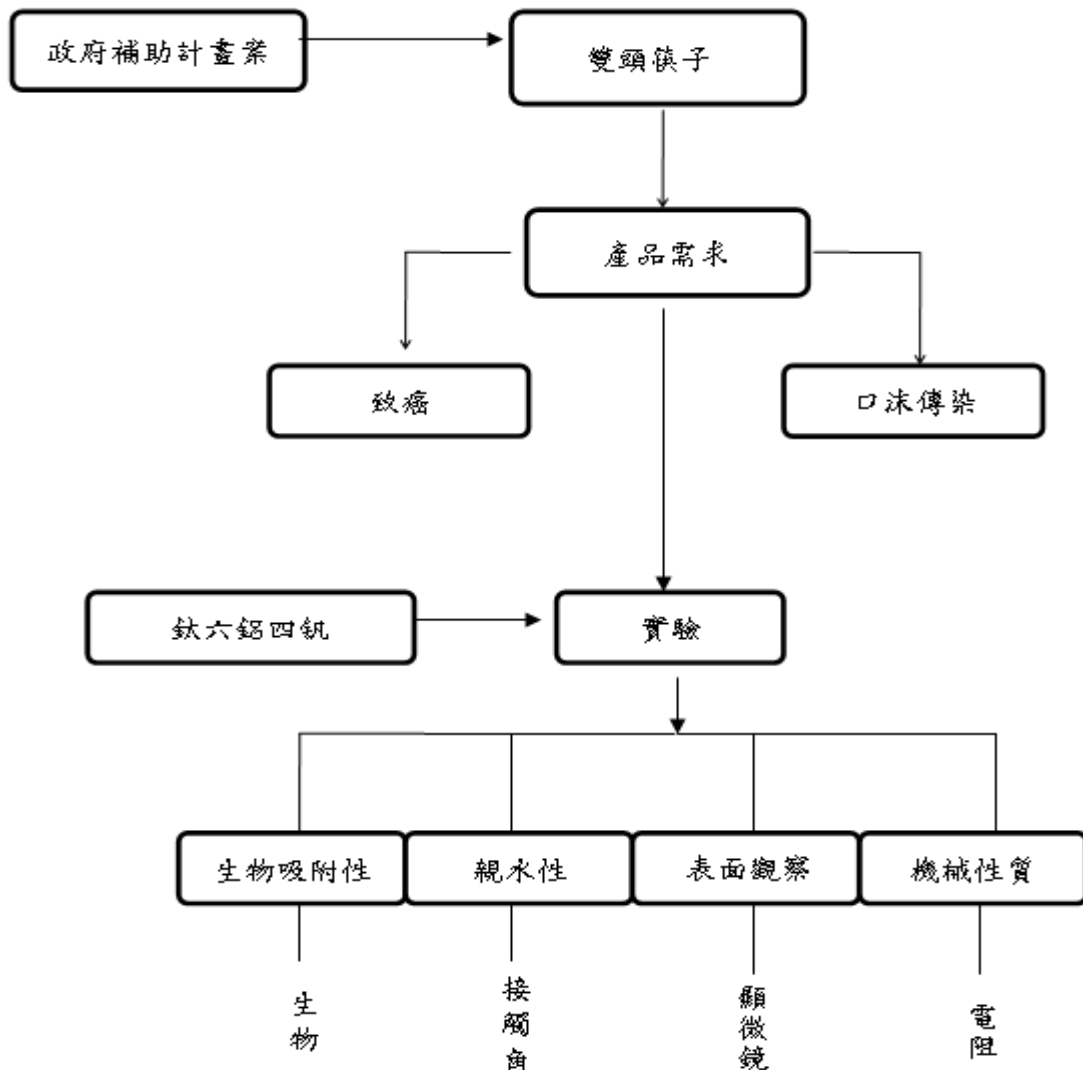 政府補助計畫案
雙頭筷子
產品需求
致癌
口沫傳染
鈦六鋁四釩
實驗
生物吸附性
親水性
表面觀察
機械性質
生物
接觸角
顯微鏡
電阻